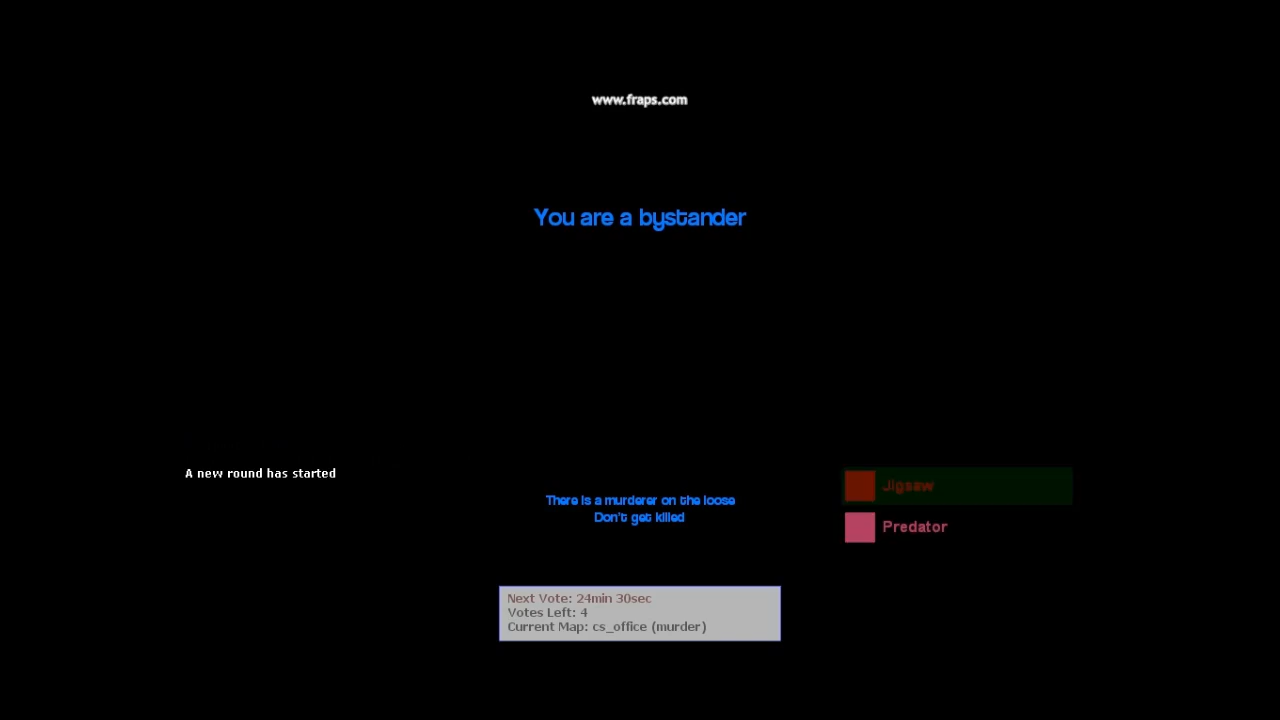 www.fraps.com
You are a bystander
A new round has started
Jigsaw
There is a murderer on the loose
Don't get killed
Predator
Next Vote: 24min 30sec
Votes Left: 4
Current Map: cs_office (murder)